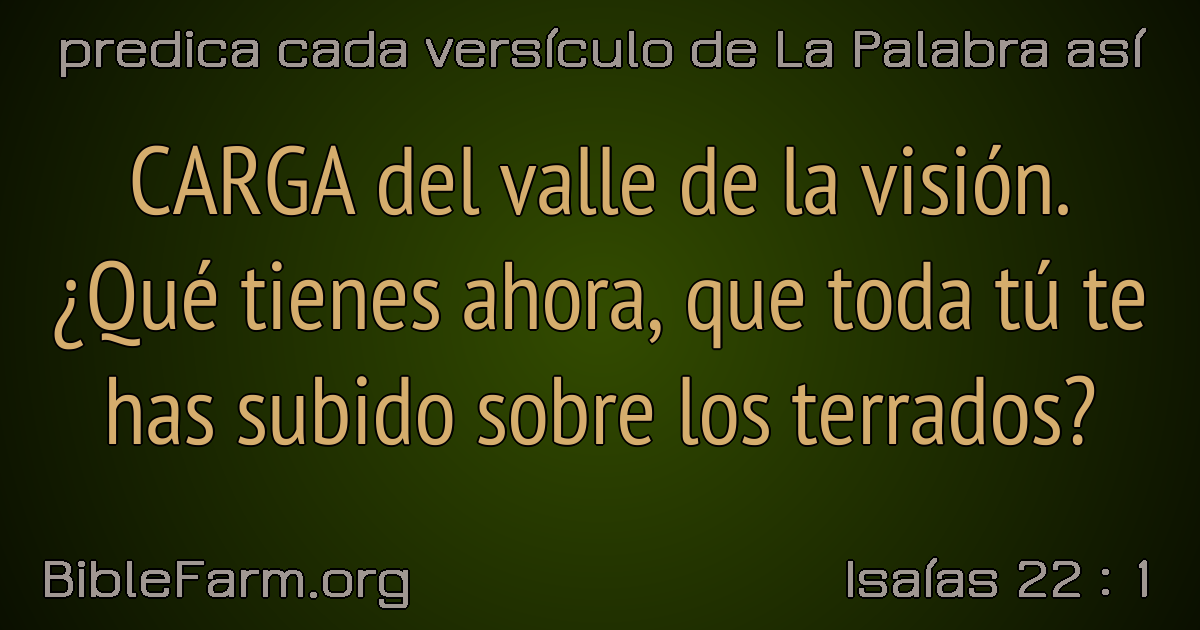 predica cada versículo de La Palabra así
CARGA del valle de la visión.
¿Qué tienes ahora, que toda tú te
has subido sobre los terrados?
BibleFarm.org
Isaías 22 : 1